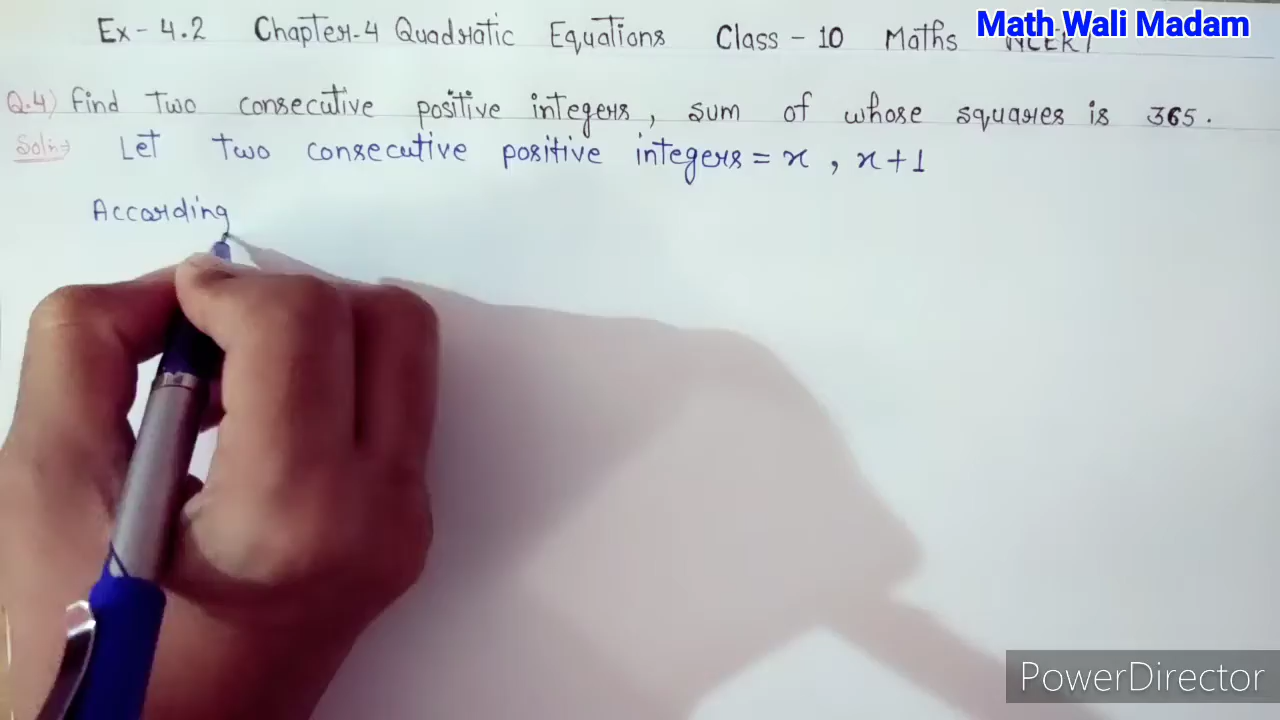 Math Wali Madam
Ex - 4.2 Chapter-4 Quadratic Equations Class - 10 Maths NCERT
Q.4) Find Two consecutive positive integers, sum of whose squares is 365.
Soln:-) Let two consecutive positive integers = x, x+1
According
PowerDirector